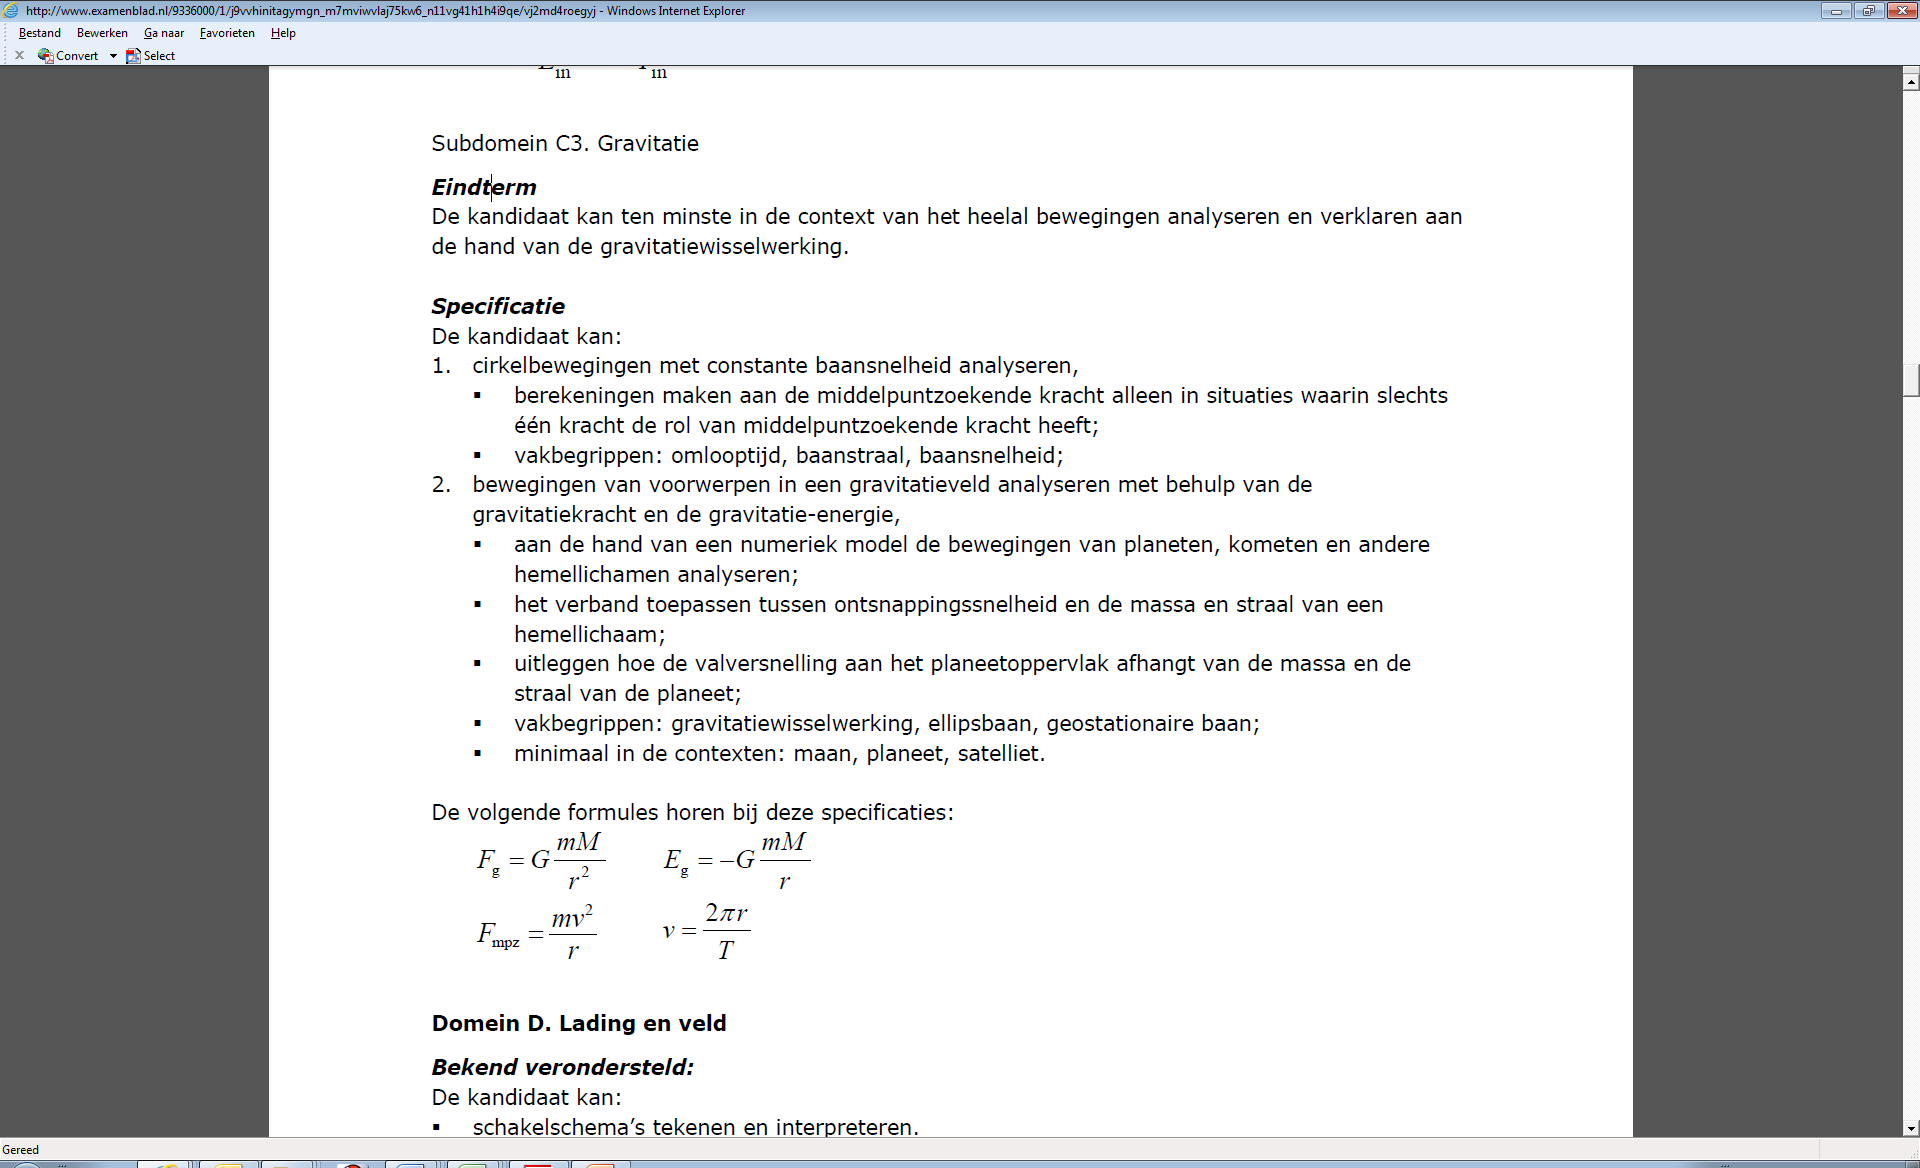 http://www.examenblad.nl/9336000/1/j9vvhinitagymgn_m7mviwvlaj75kw6_n11vg41h1h4i9qe/vj2md4roegyj - Windows Internet Explorer
Bestand Bewerken Ga naar Favorieten Help
x Convert Select
in in
Subdomein C3. Gravitatie
Eindterm
De kandidaat kan ten minste in de context van het heelal bewegingen analyseren en verklaren aan
de hand van de gravitatiewisselwerking.
Specificatie
De kandidaat kan:
1. cirkelbewegingen met constante baansnelheid analyseren,
▪ berekeningen maken aan de middelpuntzoekende kracht alleen in situaties waarin slechts
één kracht de rol van middelpuntzoekende kracht heeft;
▪ vakbegrippen: omlooptijd, baanstraal, baansnelheid;
2. bewegingen van voorwerpen in een gravitatieveld analyseren met behulp van de
gravitatiekracht en de gravitatie-energie,
▪ aan de hand van een numeriek model de bewegingen van planeten, kometen en andere
hemellichamen analyseren;
▪ het verband toepassen tussen ontsnappingssnelheid en de massa en straal van een
hemellichaam;
▪ uitleggen hoe de valversnelling aan het planeetoppervlak afhangt van de massa en de
straal van de planeet;
▪ vakbegrippen: gravitatiewisselwerking, ellipsbaan, geostationaire baan;
▪ minimaal in de contexten: maan, planeet, satelliet.
De volgende formules horen bij deze specificaties:
F_g = G mM / r² E_g = −G mM / r
F_mpz = mv² / r v = 2πr / T
Domein D. Lading en veld
Bekend verondersteld:
De kandidaat kan:
▪ schakelschema's tekenen en interpreteren.
Gereed